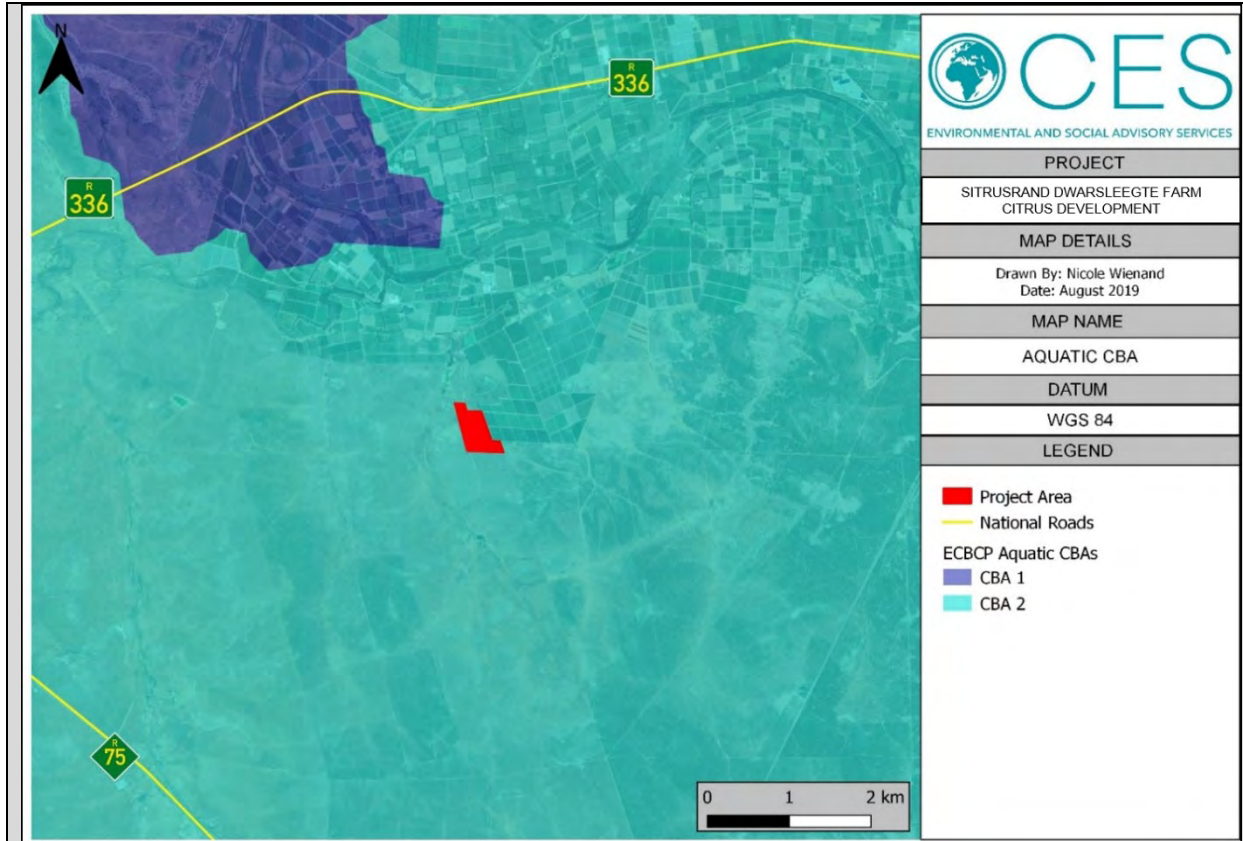 N
R
336
R
336
R
75
0 1 2 km
CES
ENVIRONMENTAL AND SOCIAL ADVISORY SERVICES
PROJECT
SITRUSRAND DWARSLEEGTE FARM
CITRUS DEVELOPMENT
MAP DETAILS
Drawn By: Nicole Wienand
Date: August 2019
MAP NAME
AQUATIC CBA
DATUM
WGS 84
LEGEND
Project Area
National Roads
ECBCP Aquatic CBAs
CBA 1
CBA 2